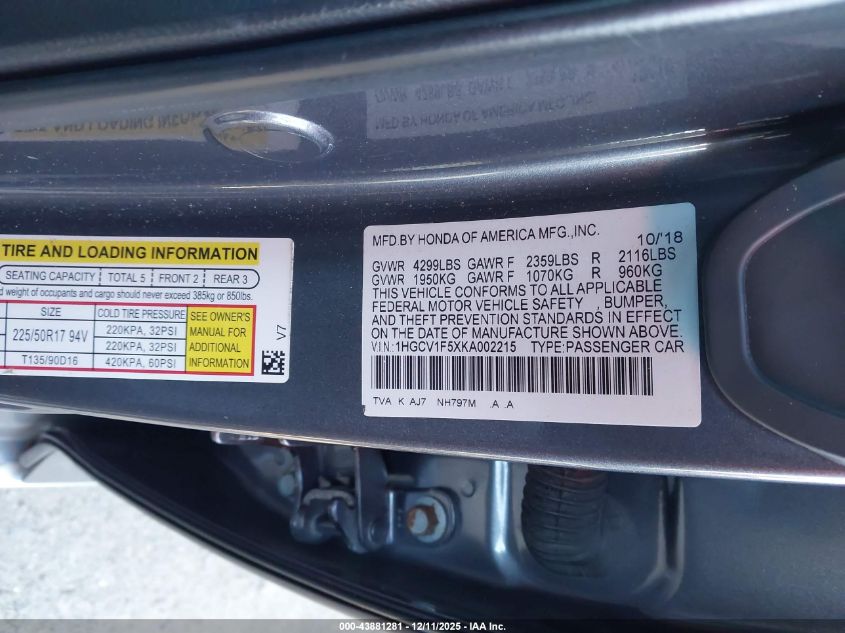 TIRE AND LOADING INFORMATION
SEATING CAPACITY TOTAL 5 FRONT 2 REAR 3
d weight of occupants and cargo should never exceed 385kg or 850lbs.
SIZE COLD TIRE PRESSURE
225/50R17 94V 220KPA, 32PSI
220KPA, 32PSI
T135/90D16 420KPA, 60PSI
SEE OWNER'S
MANUAL FOR
ADDITIONAL
INFORMATION
V7
MFD.BY HONDA OF AMERICA MFG.,INC. 10/'18
GVWR 4299LBS GAWR F 2359LBS R 2116LBS
GVWR 1950KG GAWR F 1070KG R 960KG
THIS VEHICLE CONFORMS TO ALL APPLICABLE
FEDERAL MOTOR VEHICLE SAFETY , BUMPER,
AND THEFT PREVENTION STANDARDS IN EFFECT
ON THE DATE OF MANUFACTURE SHOWN ABOVE.
VIN:1HGCV1F5XKA002215 TYPE:PASSENGER CAR
TVA K AJ7 NH797M .A .A
000-43881281 - 12/11/2025 - IAA Inc.